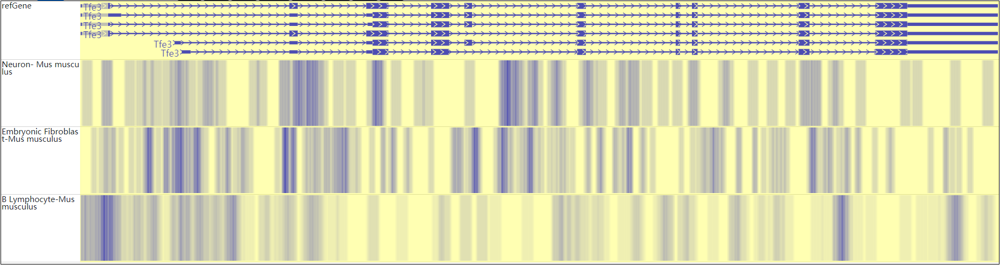 refGene
Tfe3
Tfe3
Tfe3
Tfe3
Tfe3
Tfe3
Neuron- Mus muscu
lus
Embryonic Fibroblas
t-Mus musculus
B Lymphocyte-Mus
musculus